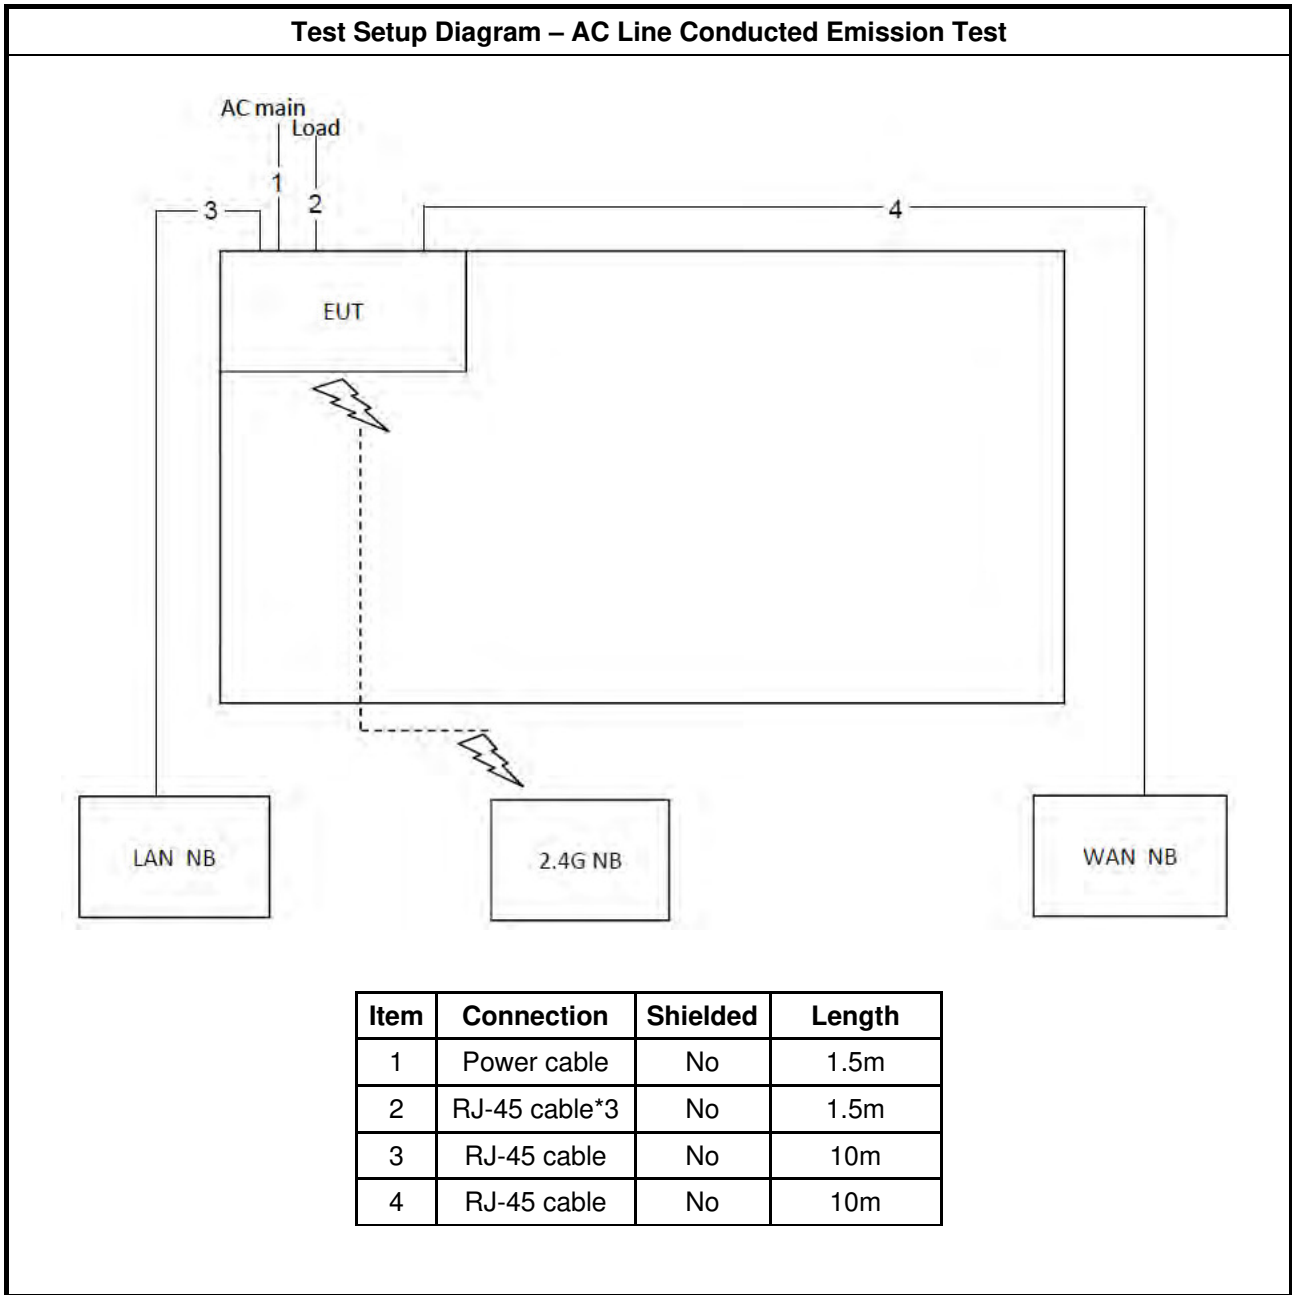 Test Setup Diagram – AC Line Conducted Emission Test
AC main
Load
1
2
3
4
EUT
LAN NB
2.4G NB
WAN NB
Item Connection Shielded Length
1 Power cable No 1.5m
2 RJ-45 cable*3 No 1.5m
3 RJ-45 cable No 10m
4 RJ-45 cable No 10m